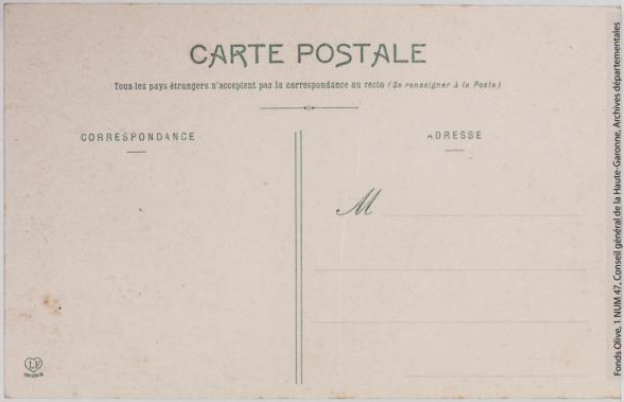 CARTE POSTALE
Tous les pays étrangers n'acceptent pas la correspondance au recto (Se renseigner à la Poste)
CORRESPONDANCE
ADRESSE
M
LF
Fonds Olive, 1 NUM 47, Conseil général de la Haute-Garonne, Archives départementales